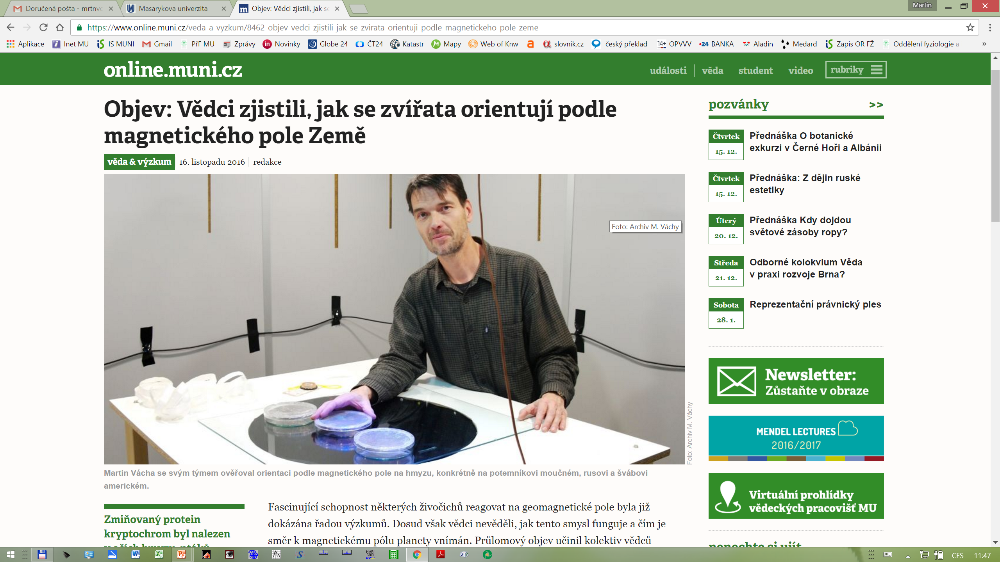 Doručená pošta - mrtnvc
Masarykova univerzita
Objev: Vědci zjistili, jak se
Martin
https://www.online.muni.cz/veda-a-vyzkum/8462-objev-vedci-zjistili-jak-se-zvirata-orientuji-podle-magnetickeho-pole-zeme
Aplikace Inet MU IS MUNI Gmail PřF MU Zprávy Novinky Globe 24 ČT24 Katastr Mapy Web of Knw slovnik.cz český překlad OPVVV BANKA Aladin Medard Zapis OR FŽ Oddělení fyziologie a »
online.muni.cz
události věda student video rubriky
Objev: Vědci zjistili, jak se zvířata orientují podle
magnetického pole Země
věda & výzkum 16. listopadu 2016 redakce
Foto: Archiv M. Váchy
Foto: Archiv M. Váchy
Martin Vácha se svým týmem ověřoval orientaci podle magnetického pole na hmyzu, konkrétně na potemníkovi moučném, rusovi a švábovi
americkém.
Zmiňovaný protein
kryptochrom byl nalezen
Fascinující schopnost některých živočichů reagovat na geomagnetické pole byla již
dokázána řadou výzkumů. Dosud však vědci nevěděli, jak tento smysl funguje a čím je
směr k magnetickému pólu planety vnímán. Průlomový objev učinil kolektiv vědců
pozvánky >>
Čtvrtek
15. 12.
Přednáška O botanické
exkurzi v Černé Hoři a Albánii
Čtvrtek
15. 12.
Přednáška: Z dějin ruské
estetiky
Úterý
20. 12.
Přednáška Kdy dojdou
světové zásoby ropy?
Středa
21. 12.
Odborné kolokvium Věda
v praxi rozvoje Brna?
Sobota
28. 1.
Reprezentační právnický ples
Newsletter:
Zůstaňte v obraze
MENDEL LECTURES
2016/2017
Virtuální prohlídky
vědeckých pracovišť MU
CES 11:47